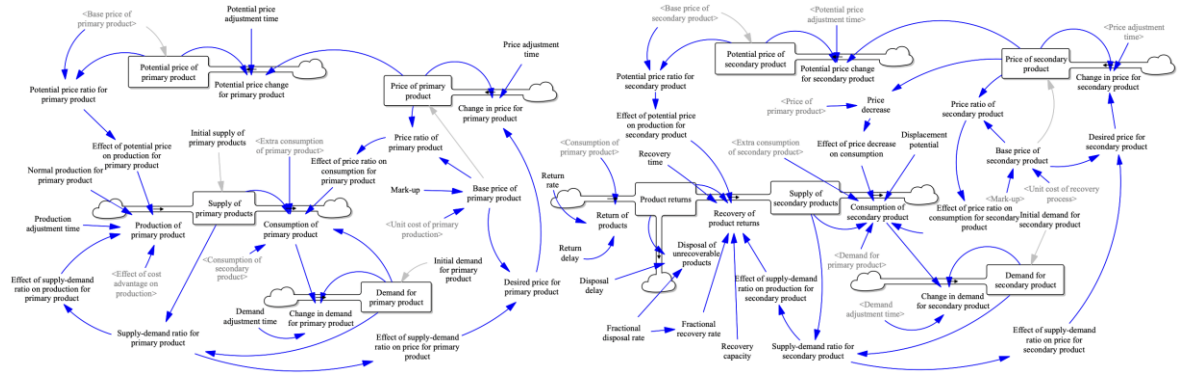 <Base price of
primary product>
Potential price
adjustment time
Potential price of
primary product
Potential price change
for primary product
Potential price ratio for
primary product
Price adjustment
time
Price of primary
product
Change in price for
primary product
Effect of potential price
on production for
primary product
Initial supply of
primary product
<Extra consumption
of primary product>
Price ratio of
primary product
Effect of price ratio on
consumption for primary
product
Normal production for
primary product
Mark-up
Base price of
primary product
<Unit cost of primary
production>
Supply of
primary products
Production
adjustment time
Production of
primary product
Consumption of
primary product
<Consumption of
secondary product>
Effect of supply-demand
ratio on production for
primary product
<Effect of cost
advantage on
production>
Initial demand for
primary product
Demand for
primary product
Desired price for
primary product
Demand
adjustment time
Change in demand
for primary product
Supply-demand ratio for
primary product
Effect of supply-demand
ratio on price for primary
product
<Base price of
secondary product>
<Potential price
adjustment time>
Potential price of
secondary product
Potential price change
for secondary product
Potential price ratio for
secondary product
<Price adjustment
time>
Price of secondary
product
Change in price for
secondary product
<Price of
primary product>
Price
decrease
Price ratio of
secondary product
Effect of potential price
on production for
secondary product
Desired price for
secondary product
<Consumption of
primary product>
Recovery
time
<Extra consumption
of secondary product>
Effect of price decrease
on consumption
Displacement
potential
Base price of
secondary product
Return
rate
Product returns
Supply of
secondary products
<Unit cost of recovery
process>
<Mark-up>
Return of
products
Recovery of
product returns
Consumption of
secondary product
Effect of price ratio on
consumption for secondary
product
Initial demand for
secondary product
Return
delay
Disposal of
unrecoverable
products
<Demand for
primary product>
Disposal
delay
Effect of supply-demand
ratio on production for
secondary product
Demand for
secondary product
Change in demand
for secondary product
<Demand
adjustment time>
Fractional
disposal rate
Fractional
recovery rate
Recovery
capacity
Supply-demand ratio for
secondary product
Effect of supply-demand
ratio on price for
secondary product